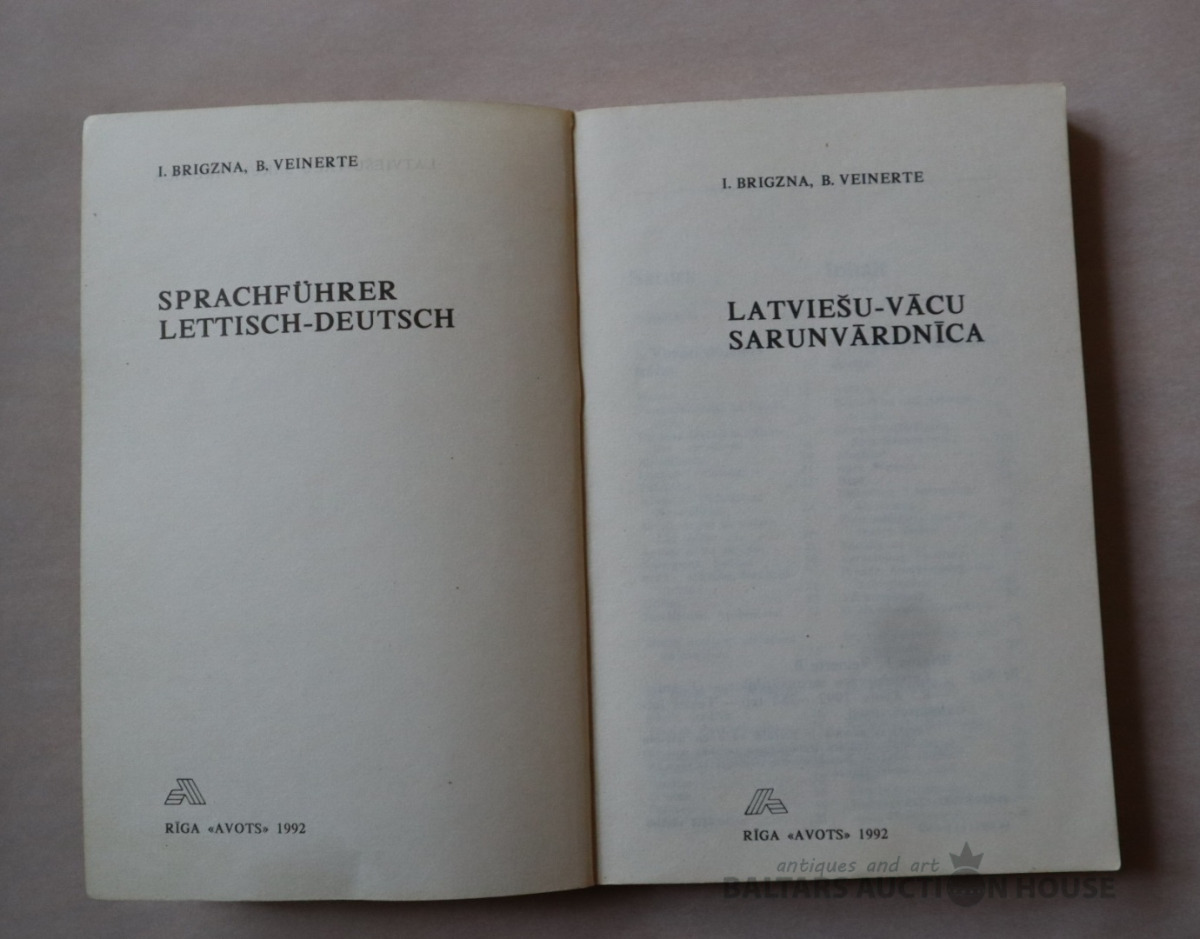 I. BRIGZNA, B. VEINERTE
SPRACHFÜHRER
LETTISCH-DEUTSCH
RĪGA «AVOTS» 1992
I. BRIGZNA, B. VEINERTE
LATVIEŠU-VĀCU
SARUNVĀRDNĪCA
RĪGA «AVOTS» 1992
antiques and art
BALTARS AUCTION HOUSE